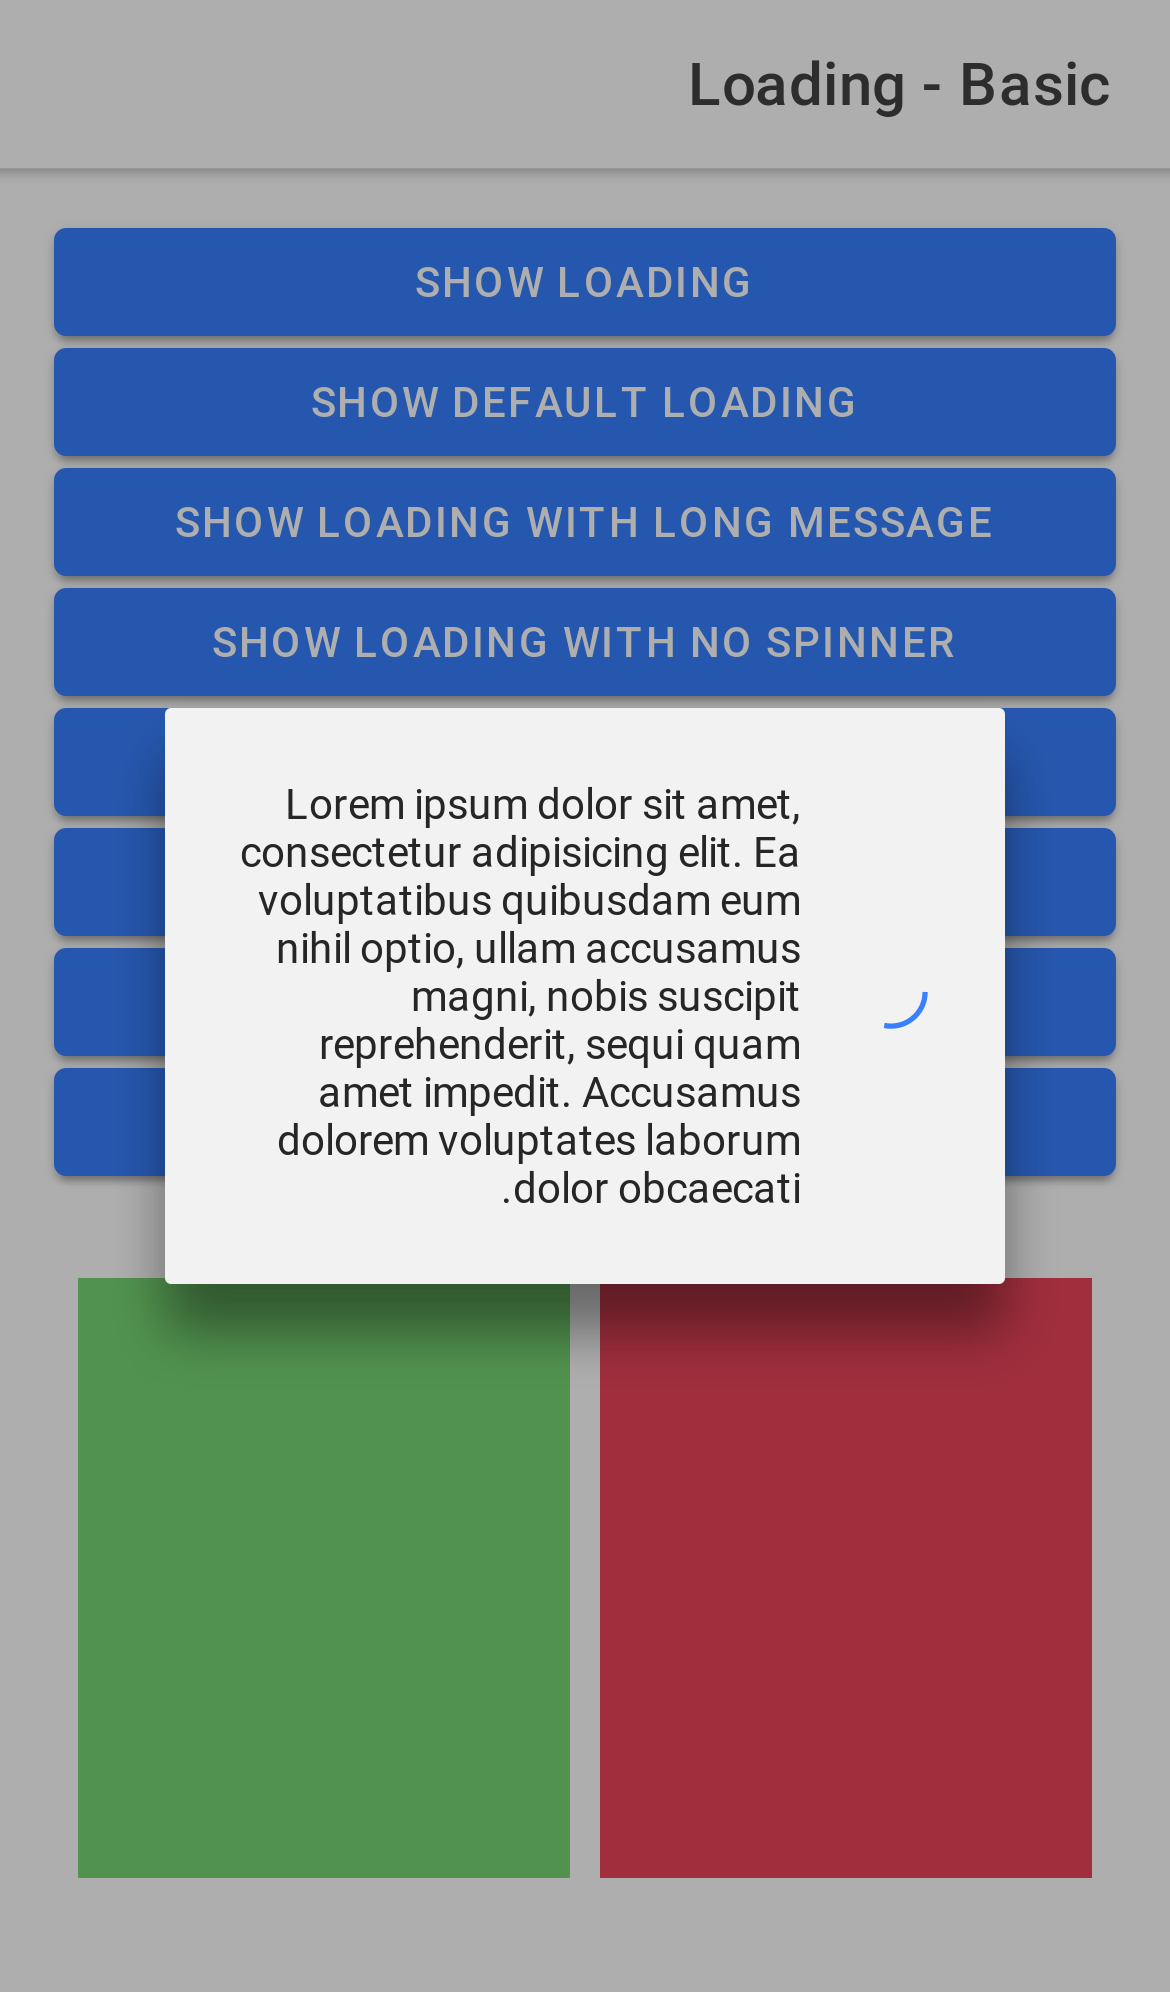 Loading - Basic
SHOW LOADING
SHOW DEFAULT LOADING
SHOW LOADING WITH LONG MESSAGE
SHOW LOADING WITH NO SPINNER
Lorem ipsum dolor sit amet,
consectetur adipisicing elit. Ea
voluptatibus quibusdam eum
nihil optio, ullam accusamus
magni, nobis suscipit
reprehenderit, sequi quam
amet impedit. Accusamus
dolorem voluptates laborum
.dolor obcaecati